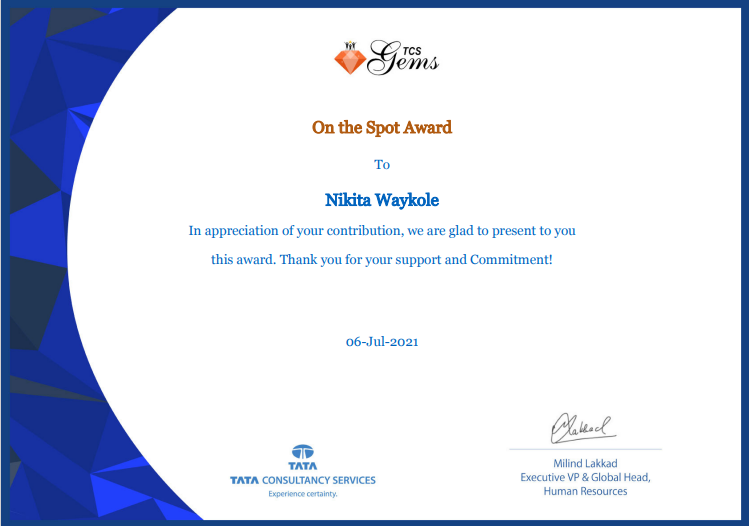 TCS
Gems
On the Spot Award
To
Nikita Waykole
In appreciation of your contribution, we are glad to present to you
this award. Thank you for your support and Commitment!
06-Jul-2021
Lakkad
TATA
TATA CONSULTANCY SERVICES
Experience certainty.
Milind Lakkad
Executive VP & Global Head,
Human Resources